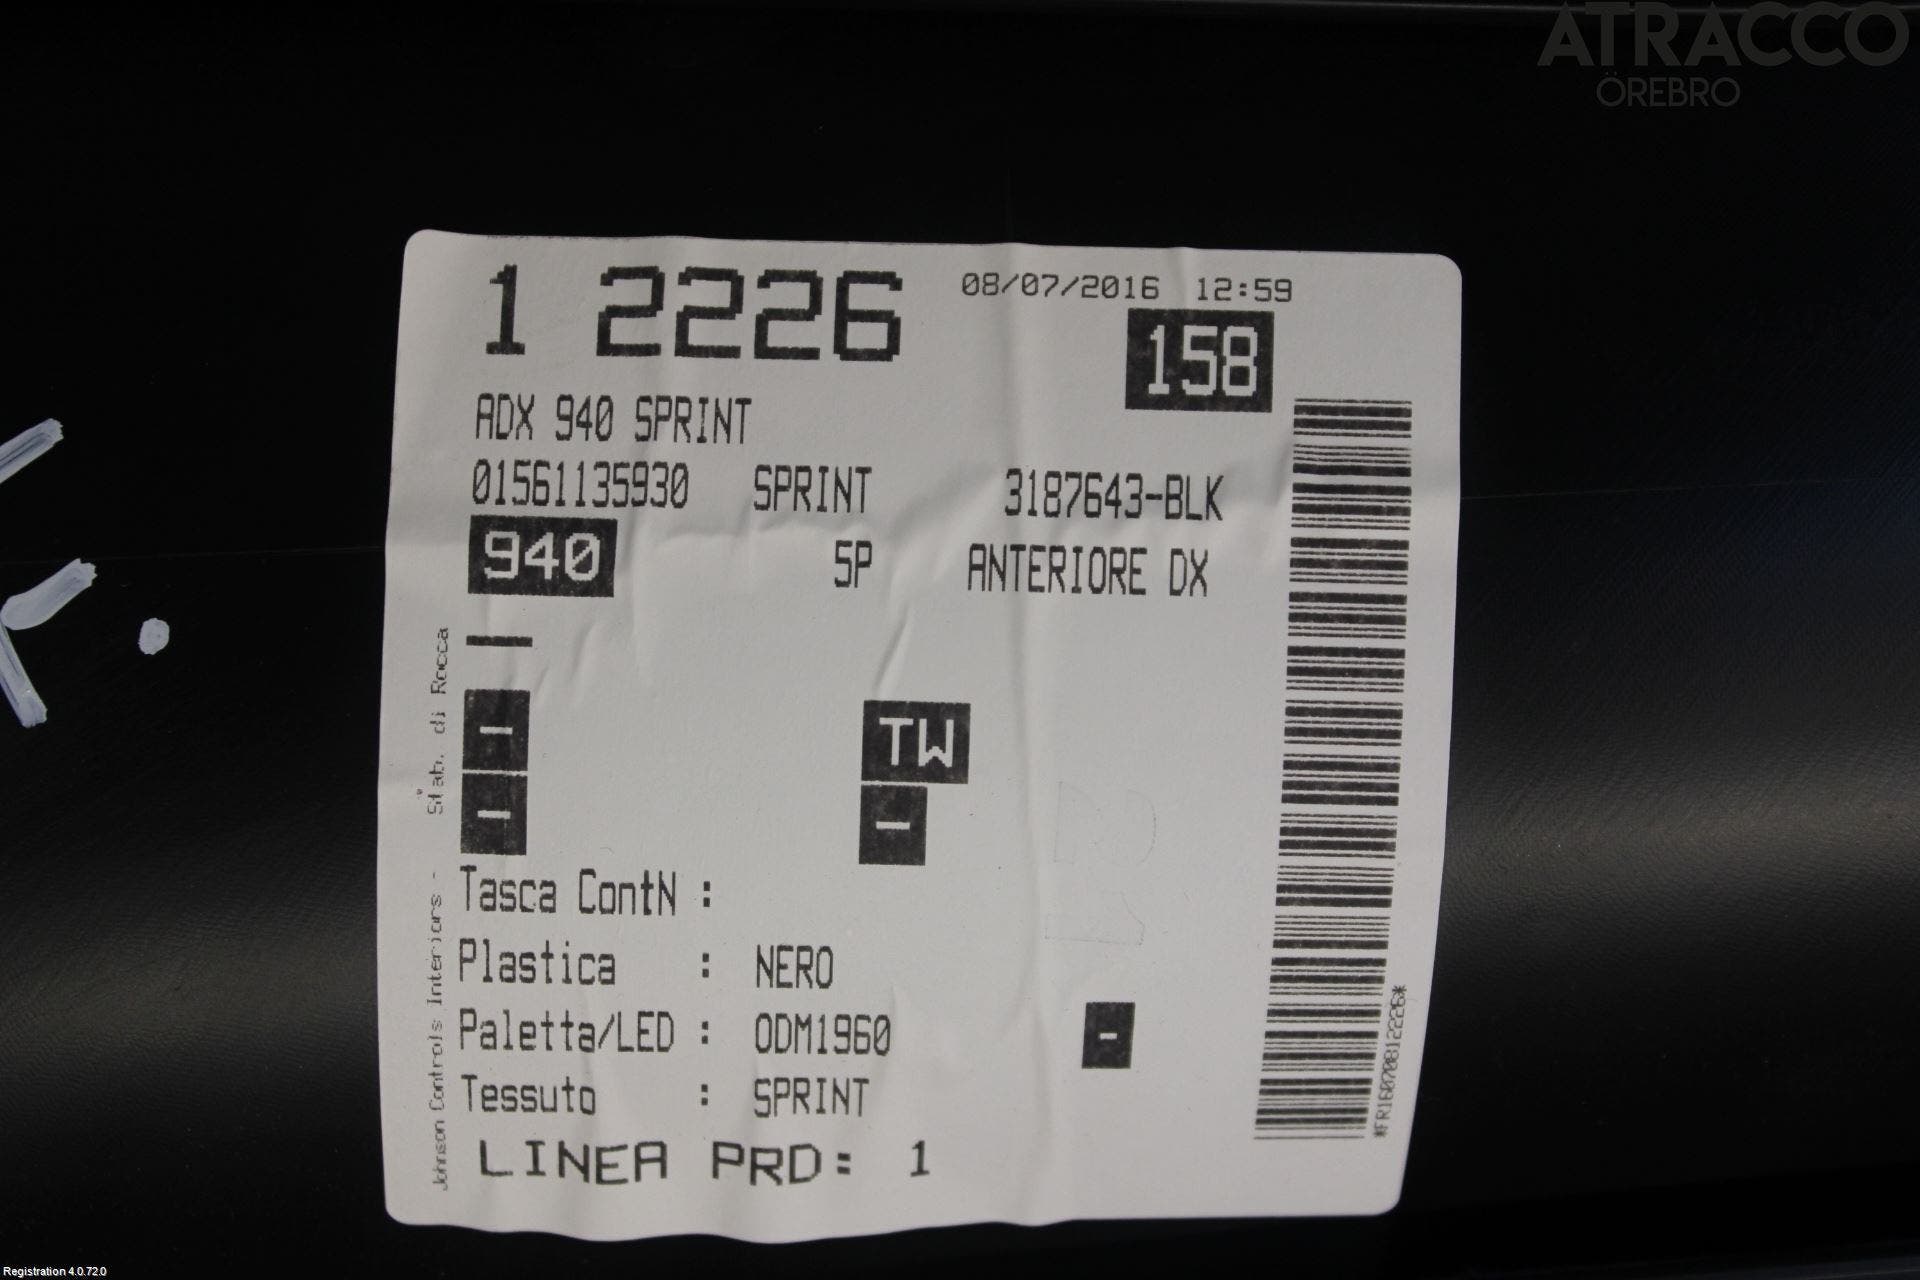 ATRACCO
ÖREBRO
1 2226
08/07/2016 12:59
158
ADX 940 SPRINT
01561135930 SPRINT 3187643-BLK
940 SP ANTERIORE DX
-
TW
-
-
Tasca ContN :
Plastica : NERO
Paletta/LED : ODM1960
-
Tessuto : SPRINT
LINEA PRD: 1
Johnson Controls Interiors - Stab. di Rocca
*FR16070812226*
Registration 4.0.72.0